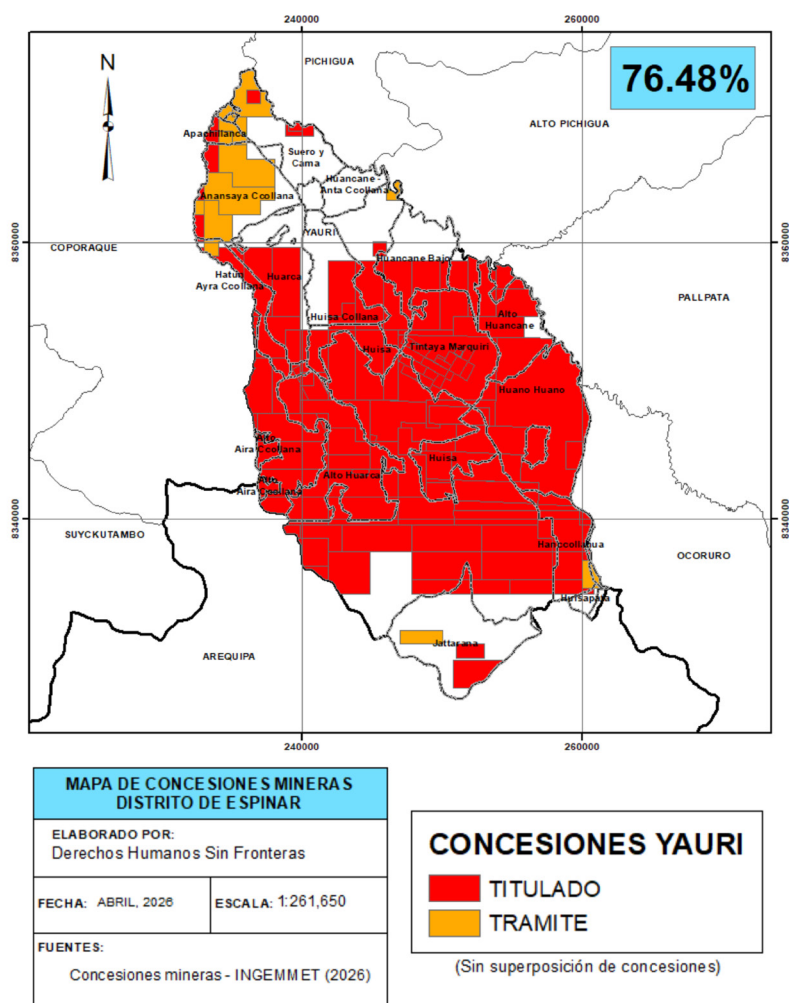 240000
260000
PICHIGUA
76.48%
N
ALTO PICHIGUA
Apachillanca
Suero y
Cama
Huancane -
Anta Ccollana
Anansaya Ccollana
YAURI
8360000
8360000
COPORAQUE
Huancane Bajo
Hatun
Ayra Ccollana
Huarca
PALLPATA
Huisa Collana
Alto
Huancane
Huisa
Tintaya Marquiri
Huano Huano
Alto
Aira Ccollana
Huisa
Alto Huarca
Alto
Aira Ccollana
8340000
8340000
SUYCKUTAMBO
Hanccollahua
OCORURO
Huisapata
Jattarana
AREQUIPA
240000
260000
MAPA DE CONCESIONES MINERAS
DISTRITO DE ESPINAR
ELABORADO POR:
Derechos Humanos Sin Fronteras
FECHA: ABRIL, 2026
ESCALA: 1:261,650
FUENTES:
Concesiones mineras - INGEMMET (2026)
CONCESIONES YAURI
TITULADO
TRAMITE
(Sin superposición de concesiones)